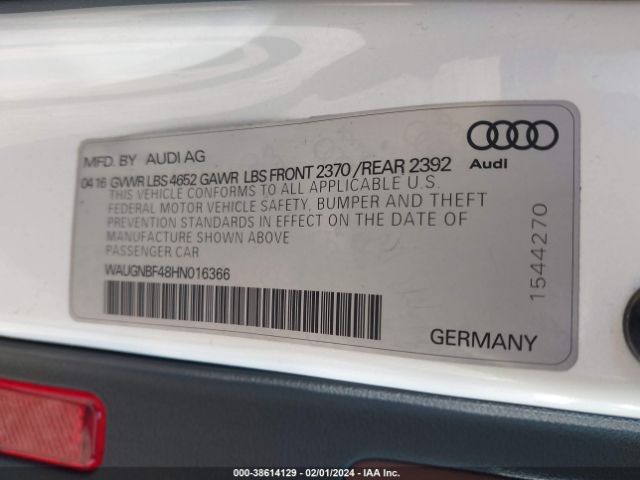 MFD. BY AUDI AG
04 16 GVWR LBS 4652 GAWR LBS FRONT 2370 / REAR 2392
THIS VEHICLE CONFORMS TO ALL APPLICABLE U.S.
FEDERAL MOTOR VEHICLE SAFETY, BUMPER AND THEFT
PREVENTION STANDARDS IN EFFECT ON THE DATE OF
MANUFACTURE SHOWN ABOVE
PASSENGER CAR
WAUGNBF48HN016366
Audi
1544270
GERMANY
000-38614129 - 02/01/2024 - IAA Inc.